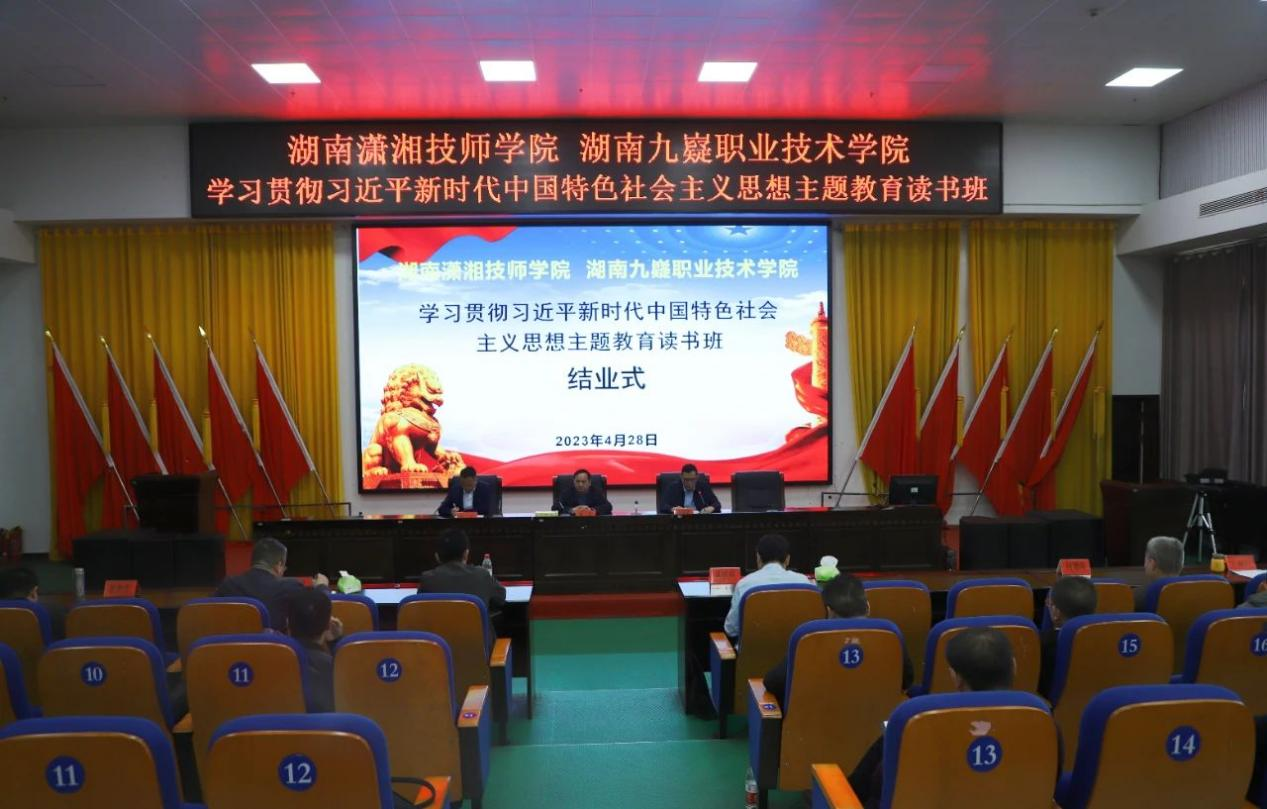 湖南潇湘技师学院 湖南九嶷职业技术学院
学习贯彻习近平新时代中国特色社会主义思想主题教育读书班
湖南潇湘技师学院 湖南九嶷职业技术学院
学习贯彻习近平新时代中国特色社会
主义思想主题教育读书班
结业式
2023年4月28日
10
11
12
13
15
16
11
12
13
14